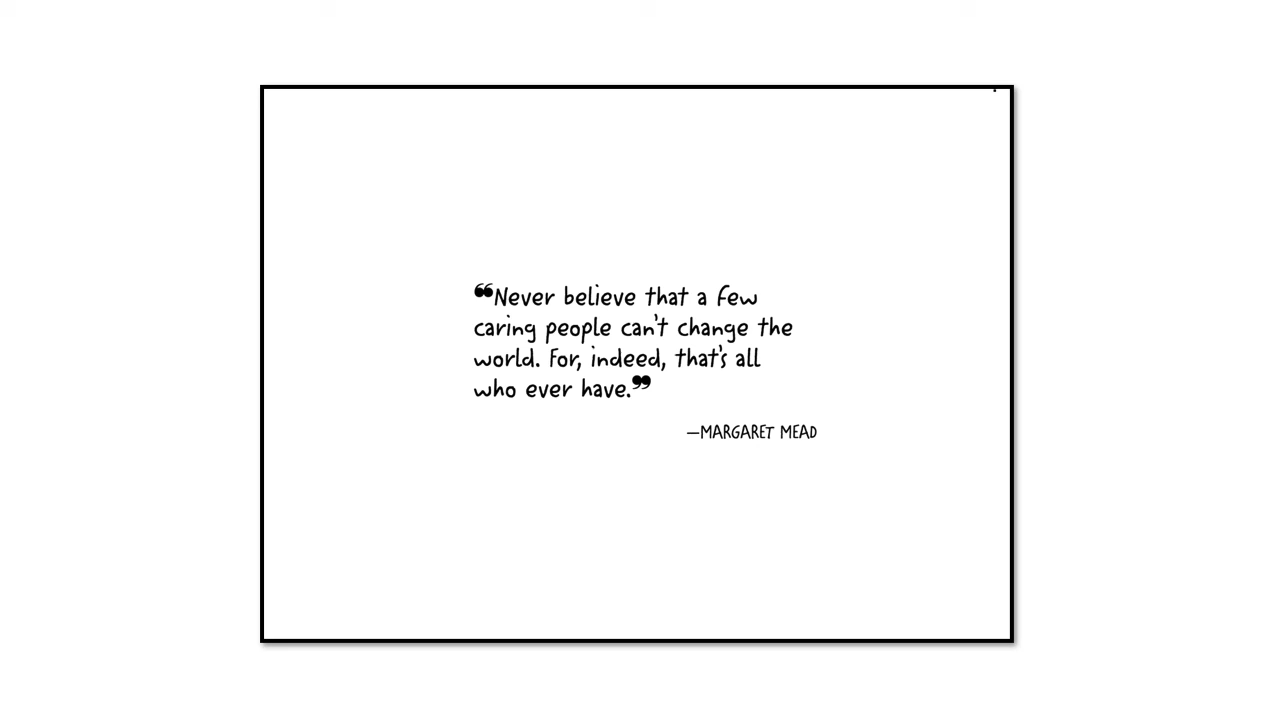 “Never believe that a few
caring people can't change the
world. For, indeed, that's all
who ever have.”
—MARGARET MEAD